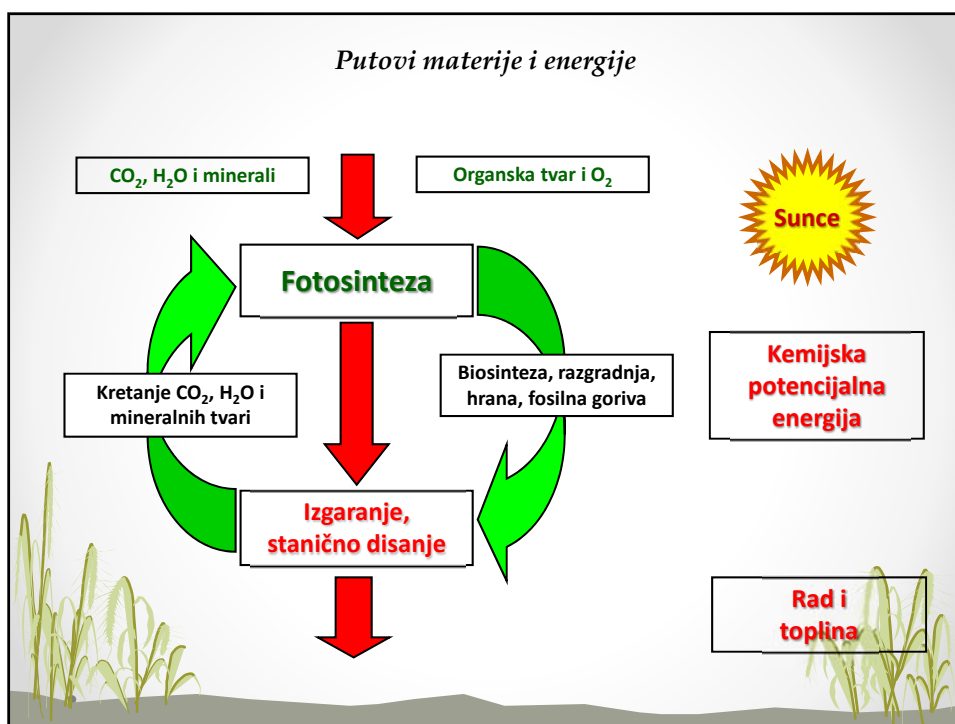 Putovi materije i energije
CO₂, H₂O i minerali
Organska tvar i O₂
Sunce
Fotosinteza
Kemijska
potencijalna
energija
Kretanje CO₂, H₂O i
mineralnih tvari
Biosinteza, razgradnja,
hrana, fosilna goriva
Izgaranje,
stanično disanje
Rad i
toplina